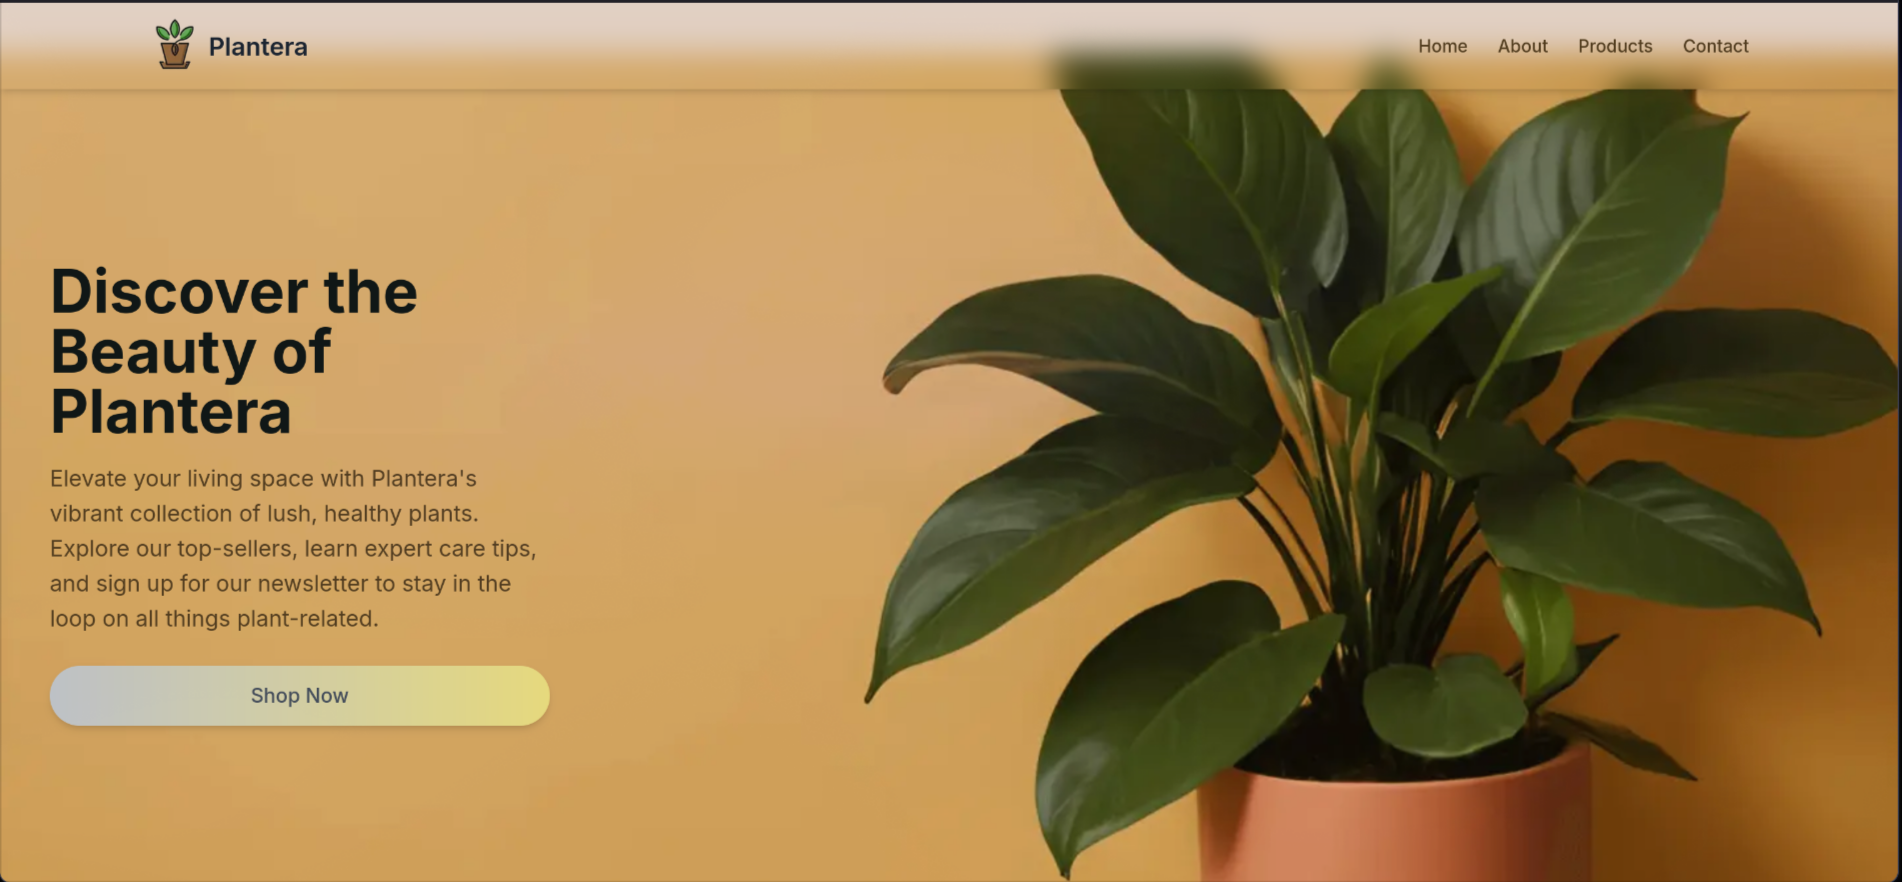 Plantera
Home
About
Products
Contact
Discover the
Beauty of
Plantera
Elevate your living space with Plantera's
vibrant collection of lush, healthy plants.
Explore our top-sellers, learn expert care tips,
and sign up for our newsletter to stay in the
loop on all things plant-related.
Shop Now